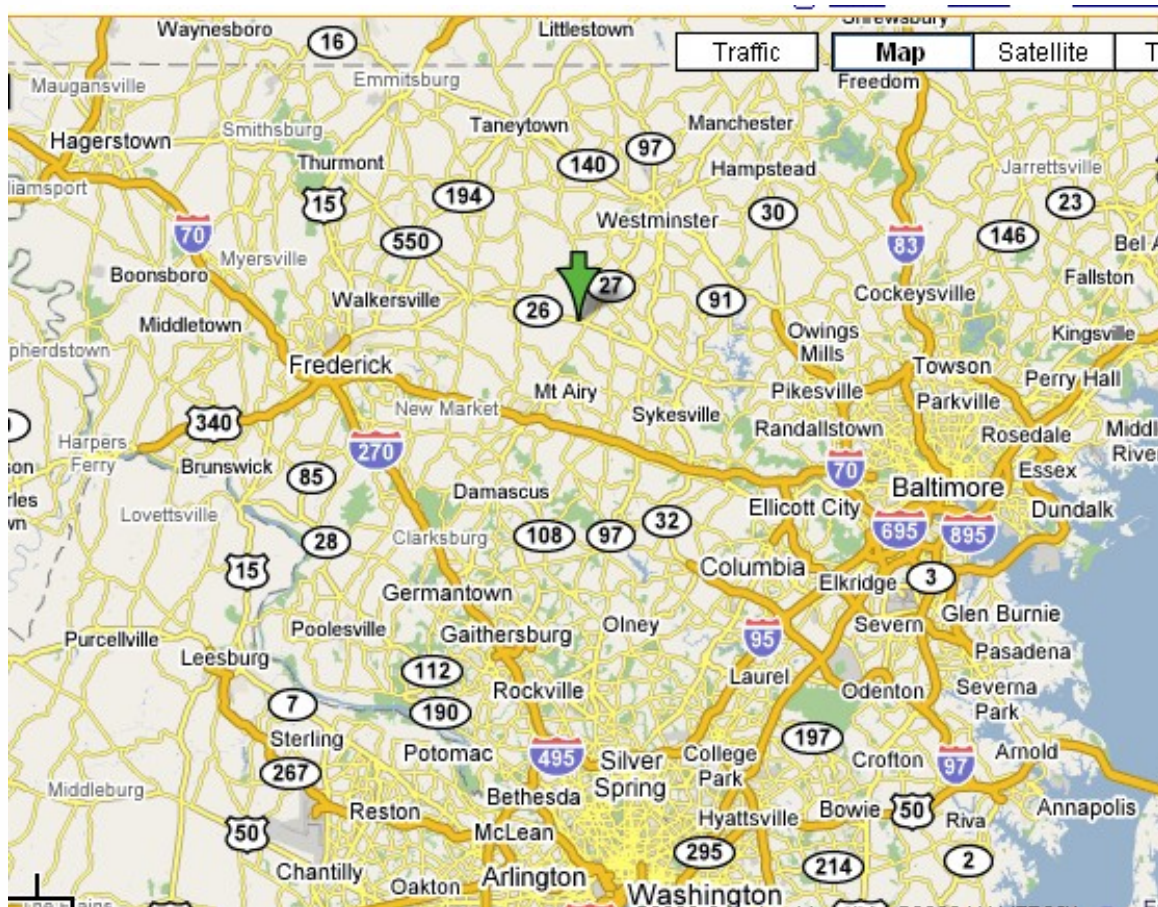 Waynesboro
16
Littlestown
Shrewsbury
Traffic
Map
Satellite
T
Maugansville
Emmitsburg
Freedom
Hagerstown
Smithsburg
Taneytown
97
Manchester
Thurmont
140
Hampstead
Jarrettsville
liamsport
15
194
30
23
Westminster
70
550
83
146
Bel A
Boonsboro
Myersville
27
Fallston
Walkersville
26
91
Cockeysville
Middletown
Owings
Mills
Kingsville
pherdstown
Frederick
Towson
Mt Airy
Pikesville
Perry Hall
340
New Market
Sykesville
Parkville
Harpers
Ferry
270
Randallstown
Rosedale
Middl
River
Brunswick
85
70
Essex
Damascus
Baltimore
Lovettsville
Ellicott City
Dundalk
28
Clarksburg
108
97
32
695
895
15
Columbia
Elkridge
3
Germantown
Glen Burnie
Purcellville
Poolesville
Gaithersburg
Olney
95
Severn
Leesburg
Pasadena
112
Rockville
Laurel
Odenton
Severna
Park
7
190
Sterling
Potomac
495
Silver
Spring
College
Park
197
Crofton
Arnold
267
97
Middleburg
Bethesda
Reston
Hyattsville
Bowie
50
Riva
Annapolis
50
McLean
295
214
2
Chantilly
Oakton
Arlington
Washington